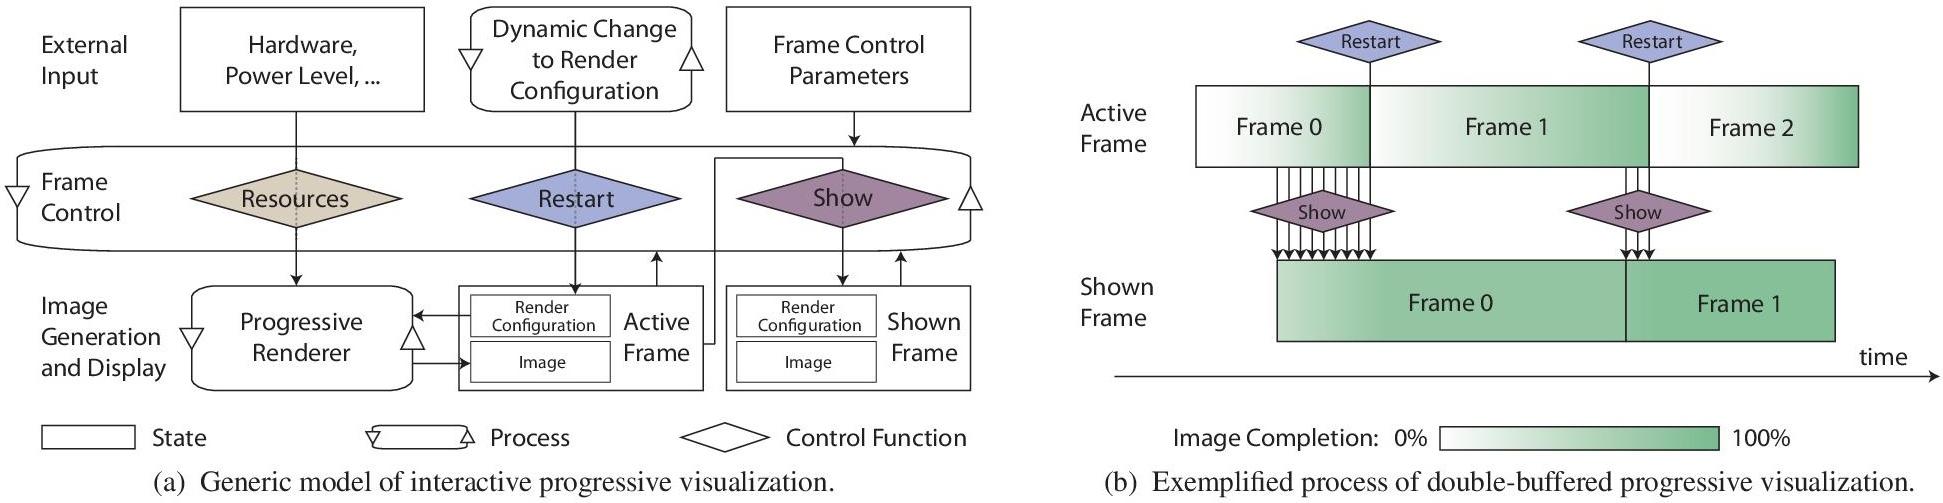 External
Input
Hardware,
Power Level, ...
Dynamic Change
to Render
Configuration
Frame Control
Parameters
Frame
Control
Resources
Restart
Show
Image
Generation
and Display
Progressive
Renderer
Render
Configuration
Image
Active
Frame
Render
Configuration
Image
Shown
Frame
State
Process
Control Function
(a) Generic model of interactive progressive visualization.
Restart
Restart
Active
Frame
Frame 0
Frame 1
Frame 2
Show
Show
Shown
Frame
Frame 0
Frame 1
time
Image Completion: 0% 100%
(b) Exemplified process of double-buffered progressive visualization.